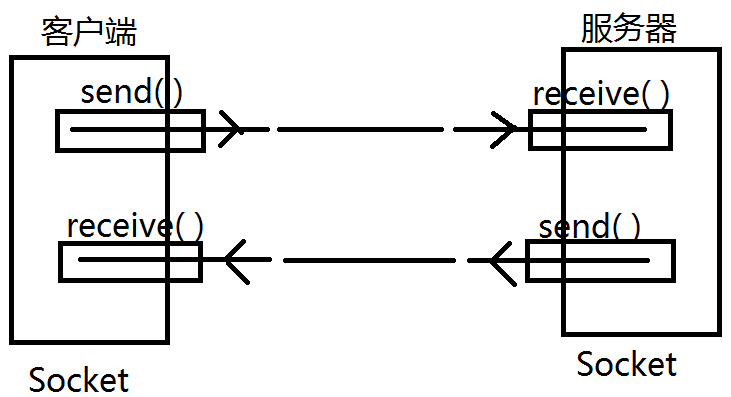 客户端
服务器
send( )
receive( )
receive( )
send( )
Socket
Socket